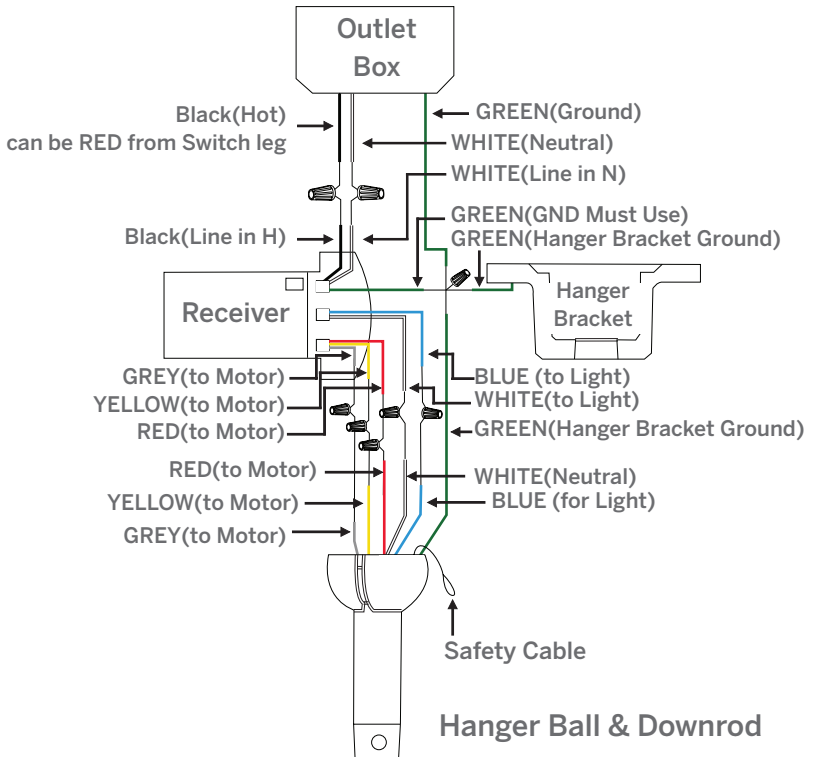 Outlet
Box
Black(Hot)
can be RED from Switch leg
GREEN(Ground)
WHITE(Neutral)
WHITE(Line in N)
GREEN(GND Must Use)
Black(Line in H)
GREEN(Hanger Bracket Ground)
Receiver
Hanger
Bracket
GREY(to Motor)
BLUE (to Light)
YELLOW(to Motor)
WHITE(to Light)
RED(to Motor)
GREEN(Hanger Bracket Ground)
RED(to Motor)
WHITE(Neutral)
YELLOW(to Motor)
BLUE (for Light)
GREY(to Motor)
Safety Cable
Hanger Ball & Downrod